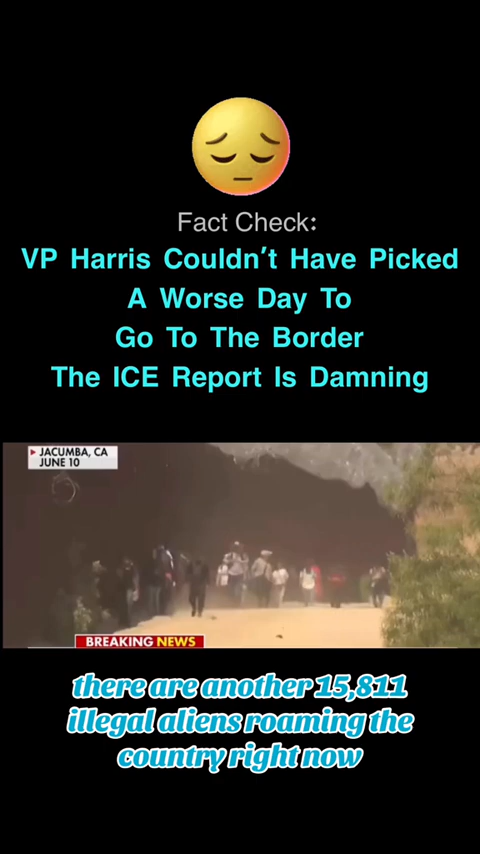 Fact Check:
VP Harris Couldn't Have Picked
A Worse Day To
Go To The Border
The ICE Report Is Damning
JACUMBA, CA
JUNE 10
BREAKING NEWS
there are another 15,811
illegal aliens roaming the
country right now